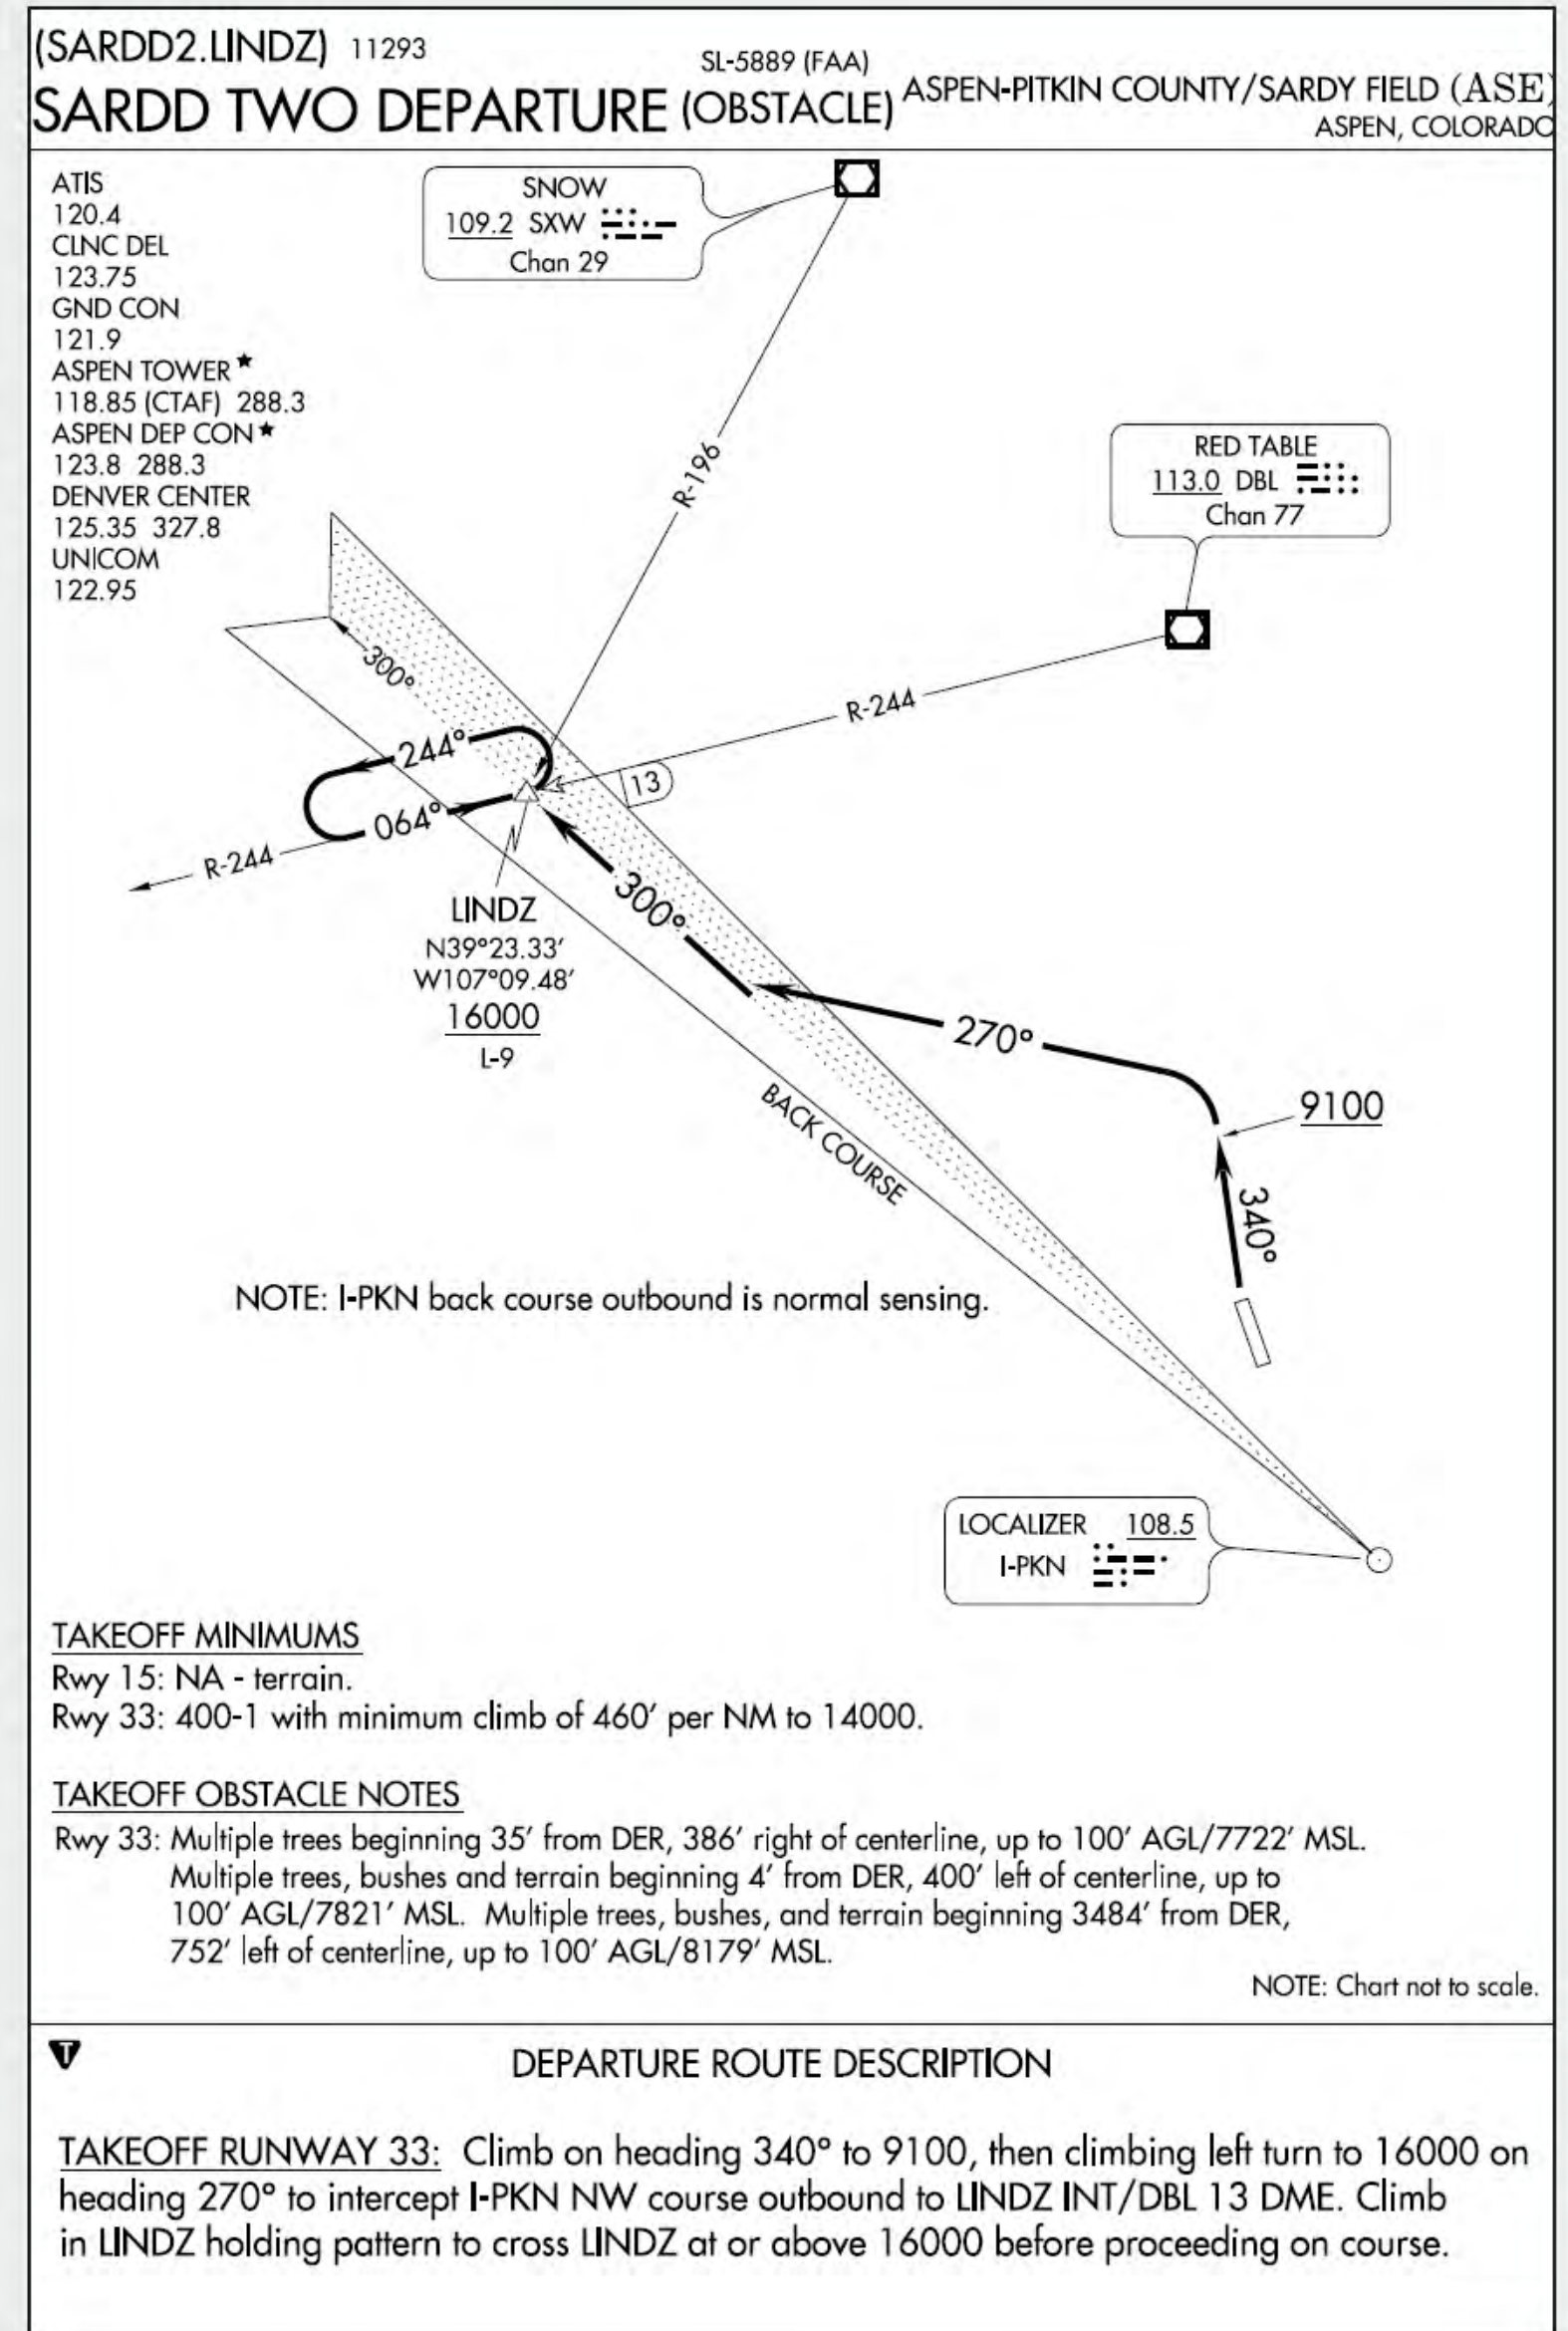 (SARDD2.LINDZ) 11293
SL-5889 (FAA)
SARDD TWO DEPARTURE (OBSTACLE)
ASPEN-PITKIN COUNTY/SARDY FIELD (ASE)
ASPEN, COLORADO
ATIS
120.4
CLNC DEL
123.75
GND CON
121.9
ASPEN TOWER★
118.85 (CTAF) 288.3
ASPEN DEP CON★
123.8 288.3
DENVER CENTER
125.35 327.8
UNICOM
122.95
SNOW
109.2 SXW
Chan 29
R-196
RED TABLE
113.0 DBL
Chan 77
R-244
300°
244°
13
064°
R-244
300°
LINDZ
N39°23.33′
W107°09.48′
16000
L-9
270°
9100
BACK COURSE
340°
NOTE: I-PKN back course outbound is normal sensing.
LOCALIZER 108.5
I-PKN
TAKEOFF MINIMUMS
Rwy 15: NA - terrain.
Rwy 33: 400-1 with minimum climb of 460′ per NM to 14000.
TAKEOFF OBSTACLE NOTES
Rwy 33: Multiple trees beginning 35′ from DER, 386′ right of centerline, up to 100′ AGL/7722′ MSL.
Multiple trees, bushes and terrain beginning 4′ from DER, 400′ left of centerline, up to
100′ AGL/7821′ MSL. Multiple trees, bushes, and terrain beginning 3484′ from DER,
752′ left of centerline, up to 100′ AGL/8179′ MSL.
NOTE: Chart not to scale.
T
DEPARTURE ROUTE DESCRIPTION
TAKEOFF RUNWAY 33: Climb on heading 340° to 9100, then climbing left turn to 16000 on
heading 270° to intercept I-PKN NW course outbound to LINDZ INT/DBL 13 DME. Climb
in LINDZ holding pattern to cross LINDZ at or above 16000 before proceeding on course.